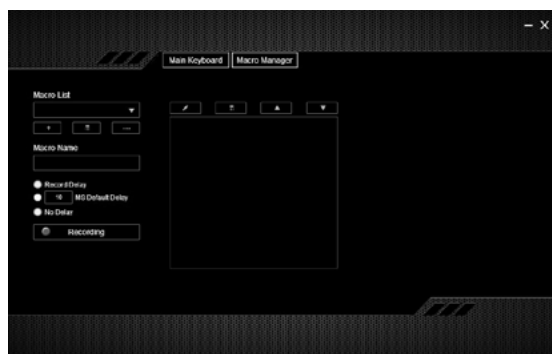 Main Keyboard
Macro Manager
Macro List
Macro Name
Record Delay
10 MS Default Delay
No Delay
Recording